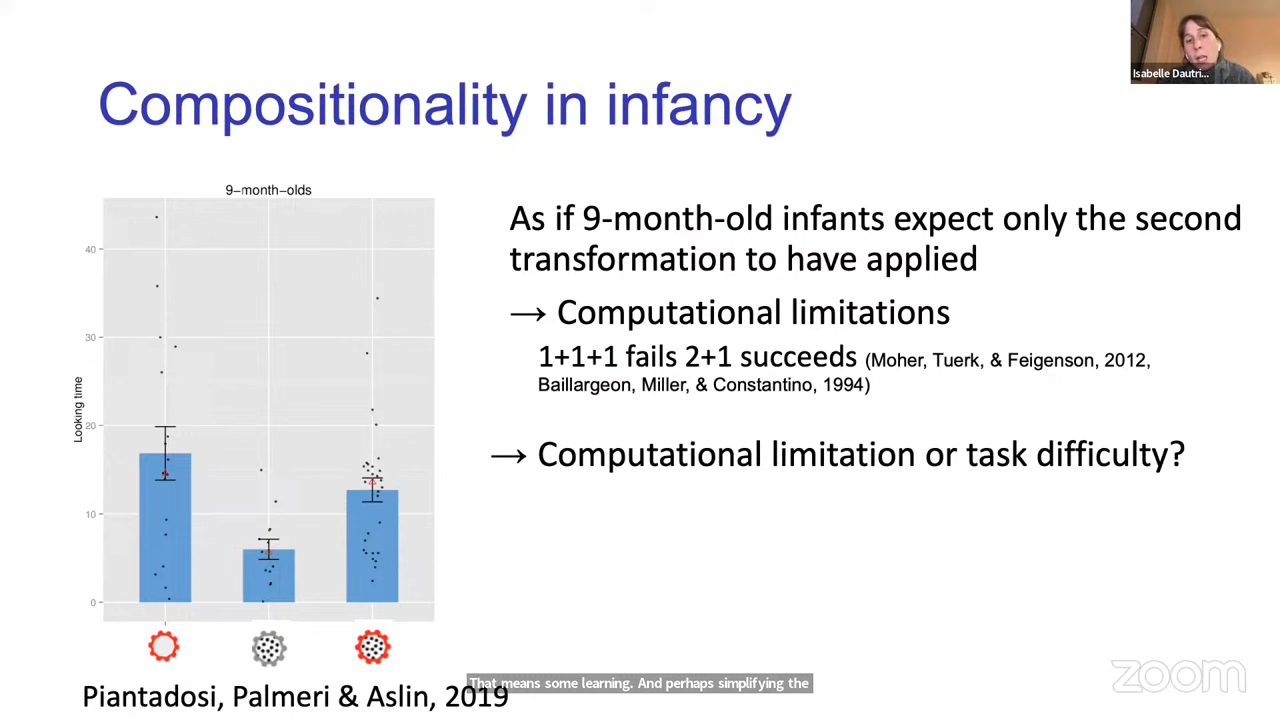 Isabelle Dautri...
Compositionality in infancy
9-month-olds
40
30
20
10
0
Looking time
As if 9-month-old infants expect only the second
transformation to have applied
→ Computational limitations
1+1+1 fails 2+1 succeeds (Moher, Tuerk, & Feigenson, 2012,
Baillargeon, Miller, & Constantino, 1994)
→ Computational limitation or task difficulty?
Piantadosi, Palmeri & Aslin, 2019
That means some learning. And perhaps simplifying the
zoom